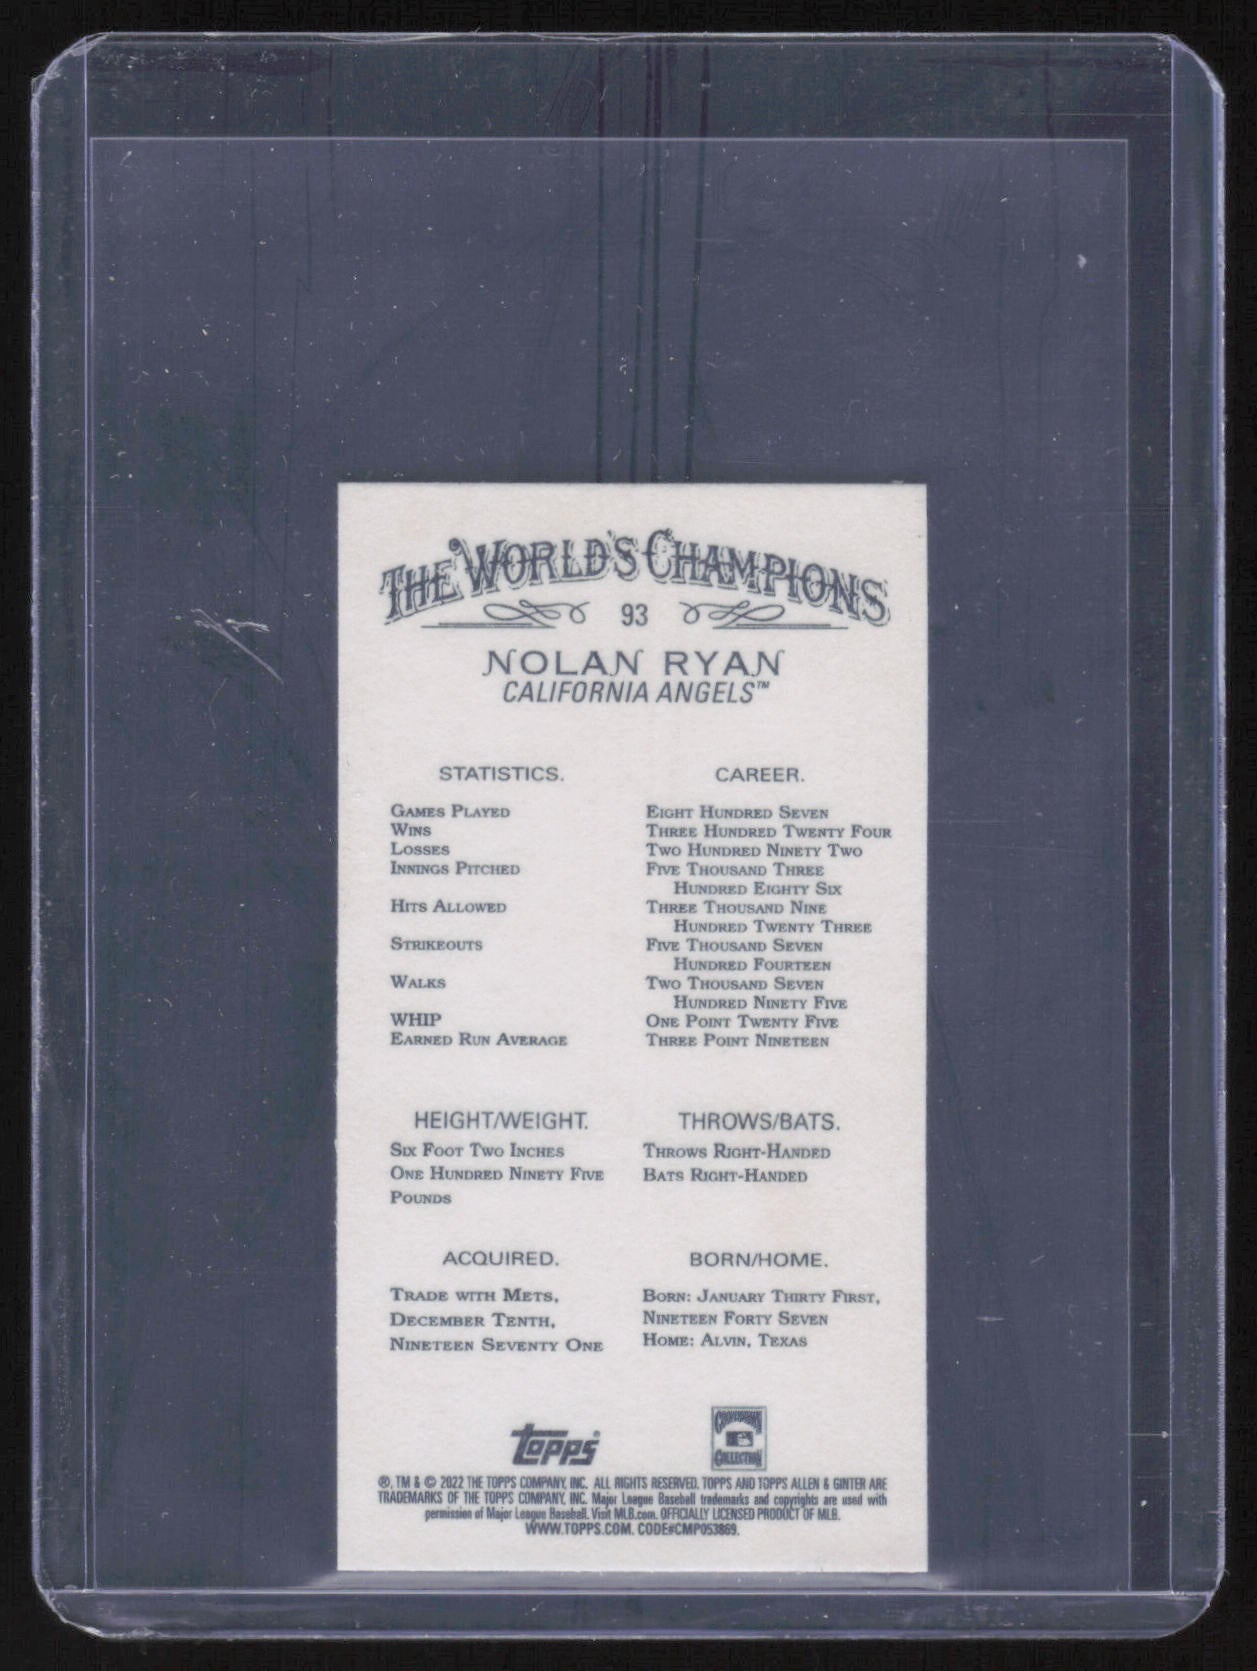 THE WORLD'S CHAMPIONS
93
NOLAN RYAN
CALIFORNIA ANGELS™
STATISTICS. CAREER.
GAMES PLAYED EIGHT HUNDRED SEVEN
WINS THREE HUNDRED TWENTY FOUR
LOSSES TWO HUNDRED NINETY TWO
INNINGS PITCHED FIVE THOUSAND THREE
HUNDRED EIGHTY SIX
HITS ALLOWED THREE THOUSAND NINE
HUNDRED TWENTY THREE
STRIKEOUTS FIVE THOUSAND SEVEN
HUNDRED FOURTEEN
WALKS TWO THOUSAND SEVEN
HUNDRED NINETY FIVE
WHIP ONE POINT TWENTY FIVE
EARNED RUN AVERAGE THREE POINT NINETEEN
HEIGHT/WEIGHT.
SIX FOOT TWO INCHES
ONE HUNDRED NINETY FIVE
POUNDS
THROWS/BATS.
THROWS RIGHT-HANDED
BATS RIGHT-HANDED
ACQUIRED.
TRADE WITH METS,
DECEMBER TENTH,
NINETEEN SEVENTY ONE
BORN/HOME.
BORN: JANUARY THIRTY FIRST,
NINETEEN FORTY SEVEN
HOME: ALVIN, TEXAS
topps®
COOPERSTOWN
COLLECTION
®, TM & © 2022 THE TOPPS COMPANY, INC. ALL RIGHTS RESERVED. TOPPS AND TOPPS ALLEN & GINTER ARE
TRADEMARKS OF THE TOPPS COMPANY, INC. Major League Baseball trademarks and copyrights are used with
permission of Major League Baseball. Visit MLB.com. OFFICIALLY LICENSED PRODUCT OF MLB.
WWW.TOPPS.COM. CODE#CMP053869.